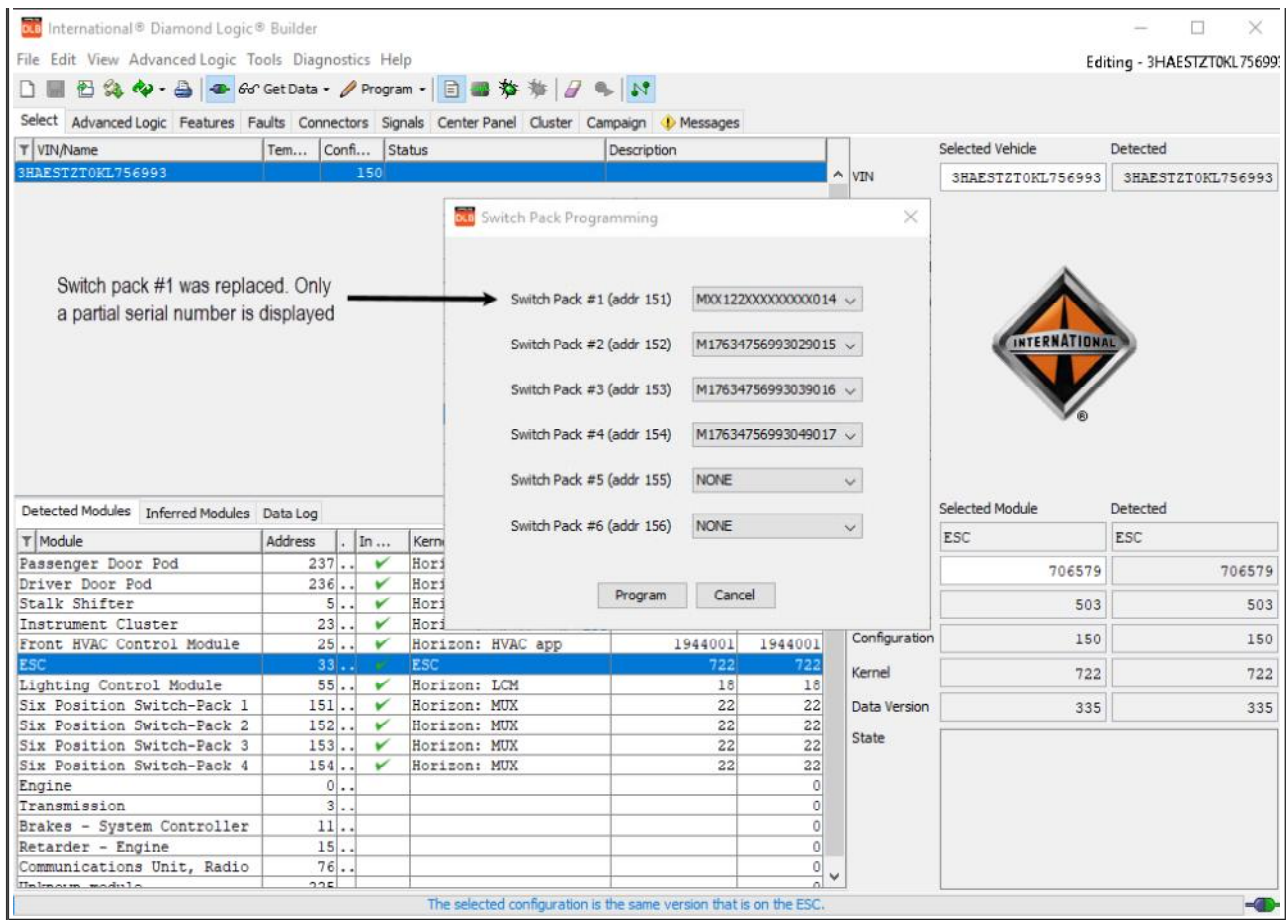 DLB International® Diamond Logic® Builder
File Edit View Advanced Logic Tools Diagnostics Help
Editing - 3HAESTZT0KL75699
Get Data Program
Select Advanced Logic Features Faults Connectors Signals Center Panel Cluster Campaign Messages
VIN/Name Tem... Confi... Status Description
3HAESTZT0KL756993 150
Selected Vehicle Detected
VIN 3HAESTZT0KL756993 3HAESTZT0KL756993
DLB Switch Pack Programming
Switch pack #1 was replaced. Only
a partial serial number is displayed
Switch Pack #1 (addr 151) MXX122XXXXXXXXX014
Switch Pack #2 (addr 152) M17634756993029015
Switch Pack #3 (addr 153) M17634756993039016
Switch Pack #4 (addr 154) M17634756993049017
Switch Pack #5 (addr 155) NONE
Switch Pack #6 (addr 156) NONE
Program Cancel
INTERNATIONAL
®
Detected Modules Inferred Modules Data Log
Module Address . In ... Kern
Passenger Door Pod 237.. Hori
Driver Door Pod 236.. Hori
Stalk Shifter 5.. Hori
Instrument Cluster 23.. Hori
Front HVAC Control Module 25.. Horizon: HVAC app 1944001 1944001
ESC 33.. ESC 722 722
Lighting Control Module 55.. Horizon: LCM 18 18
Six Position Switch-Pack 1 151.. Horizon: MUX 22 22
Six Position Switch-Pack 2 152.. Horizon: MUX 22 22
Six Position Switch-Pack 3 153.. Horizon: MUX 22 22
Six Position Switch-Pack 4 154.. Horizon: MUX 22 22
Engine 0.. 0
Transmission 3.. 0
Brakes - System Controller 11.. 0
Retarder - Engine 15.. 0
Communications Unit, Radio 76.. 0
Selected Module Detected
ESC ESC
706579 706579
503 503
Configuration 150 150
Kernel 722 722
Data Version 335 335
State
The selected configuration is the same version that is on the ESC.